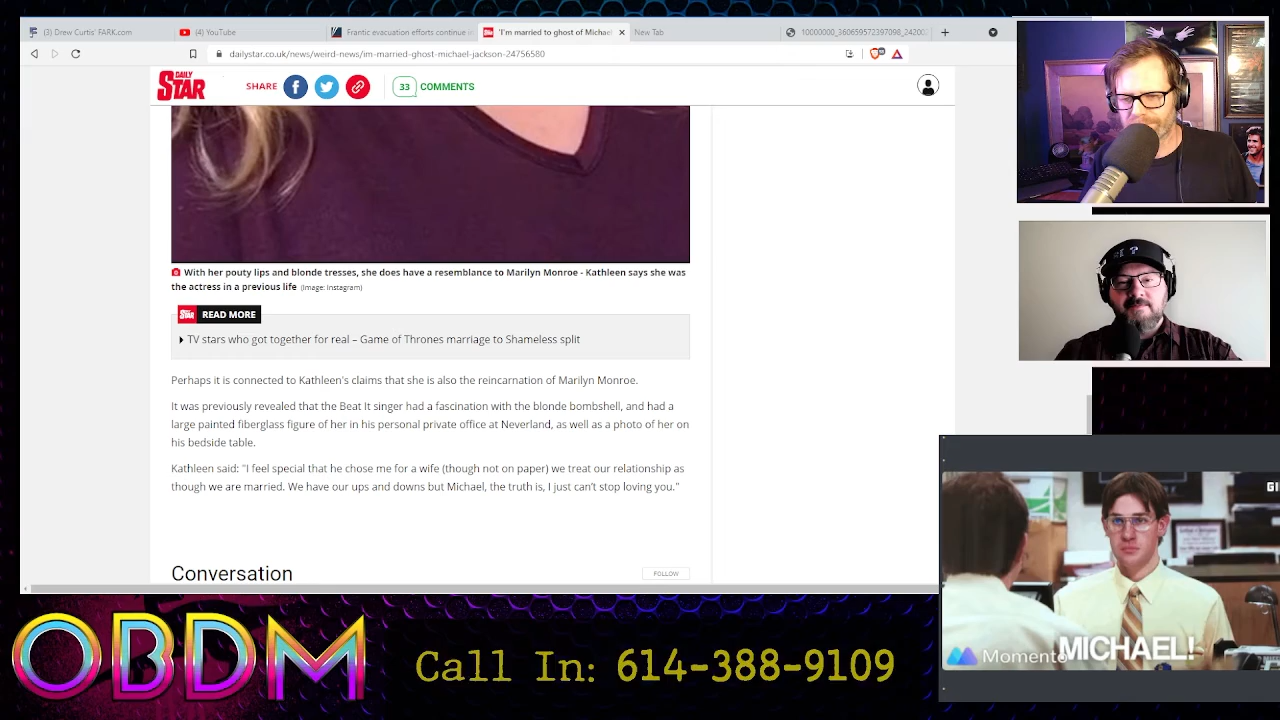 (3) Drew Curtis' FARK.com
(4) YouTube
Frantic evacuation efforts continue in
'I'm married to ghost of Michael
New Tab
dailystar.co.uk/news/weird-news/im-married-ghost-michael-jackson-24756580
DAILY
STAR
SHARE
33 COMMENTS
With her pouty lips and blonde tresses, she does have a resemblance to Marilyn Monroe - Kathleen says she was
the actress in a previous life (Image: Instagram)
READ MORE
TV stars who got together for real – Game of Thrones marriage to Shameless split
Perhaps it is connected to Kathleen's claims that she is also the reincarnation of Marilyn Monroe.
It was previously revealed that the Beat It singer had a fascination with the blonde bombshell, and had a
large painted fiberglass figure of her in his personal private office at Neverland, as well as a photo of her on
his bedside table.
Kathleen said: "I feel special that he chose me for a wife (though not on paper) we treat our relationship as
though we are married. We have our ups and downs but Michael, the truth is, I just can't stop loving you."
Conversation
FOLLOW
Momento
MICHAEL!
OBDM
Call In: 614-388-9109